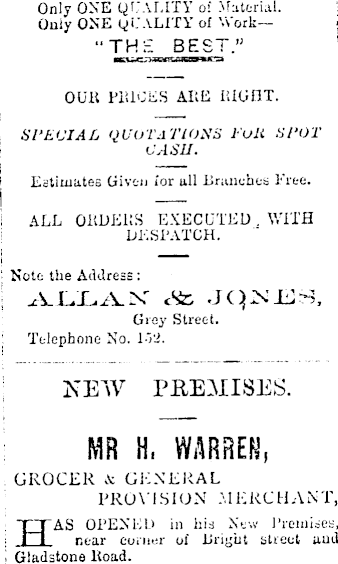 Only ONE QUALITY of Material.
Only ONE QUALITY of Work—
"THE BEST."
OUR PRICES ARE RIGHT.
SPECIAL QUOTATIONS FOR SPOT
CASH.
Estimates Given for all Branches Free.
ALL ORDERS EXECUTED WITH
DESPATCH.
Note the Address:
ALLAN & JONES,
Grey Street.
Telephone No. 152.
NEW PREMISES.
MR H. WARREN,
GROCER & GENERAL
PROVISION MERCHANT,
HAS OPENED in his New Premises,
near corner of Bright street and
Gladstone Road.